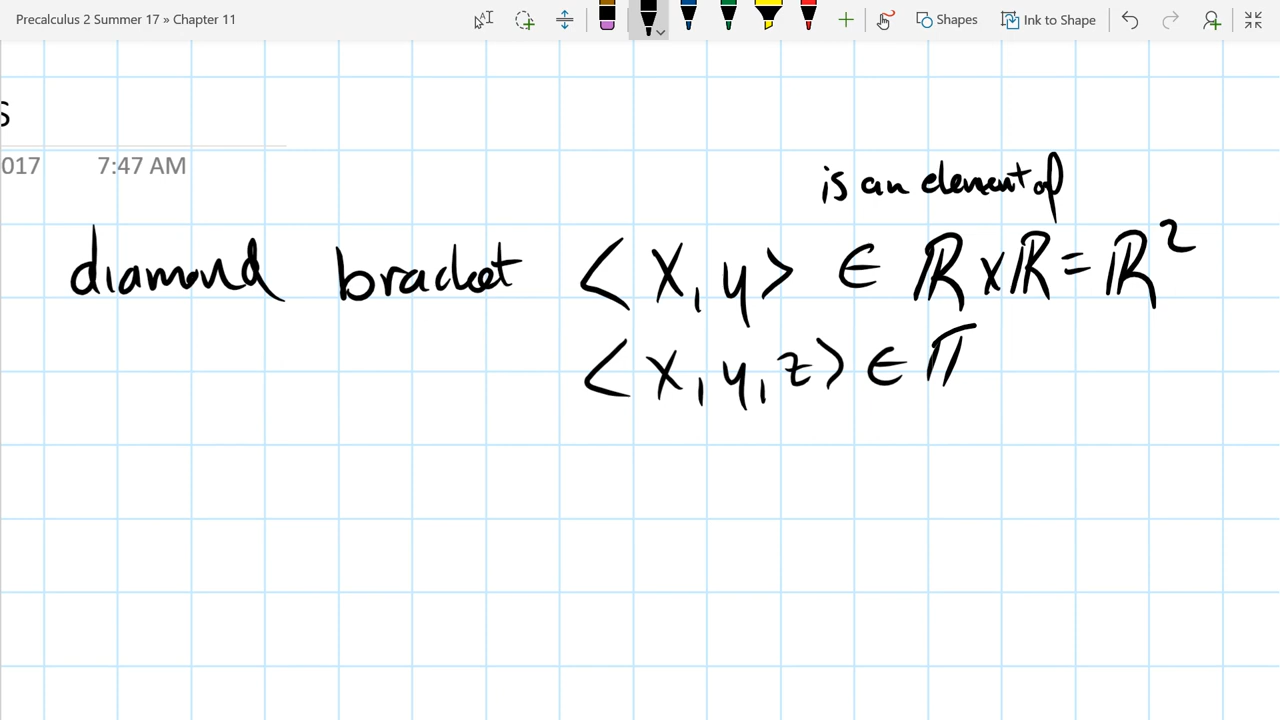 Precalculus 2 Summer 17 » Chapter 11
Shapes
Ink to Shape
s
017 7:47 AM
is an element of
diamond bracket <x, y> ∈ ℝ x ℝ = ℝ²
<x, y, z> ∈